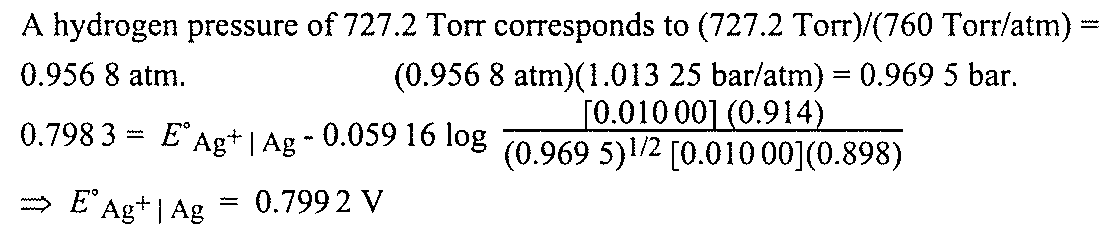 A hydrogen pressure of 727.2 Torr corresponds to (727.2 Torr)/(760 Torr/atm) =
0.956 8 atm. (0.956 8 atm)(1.013 25 bar/atm) = 0.969 5 bar.
0.798 3 = E°Ag+ | Ag - 0.059 16 log [0.010 00] (0.914) / (0.969 5)1/2 [0.010 00](0.898)
⇒ E°Ag+ | Ag = 0.799 2 V